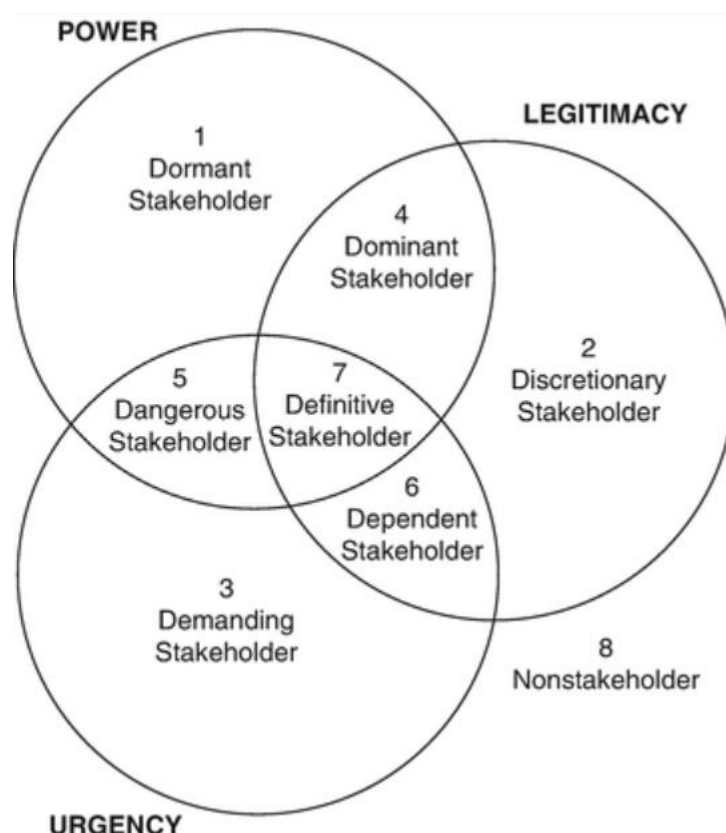 POWER
LEGITIMACY
1
Dormant
Stakeholder
4
Dominant
Stakeholder
2
Discretionary
Stakeholder
5
Dangerous
Stakeholder
7
Definitive
Stakeholder
6
Dependent
Stakeholder
3
Demanding
Stakeholder
8
Nonstakeholder
URGENCY